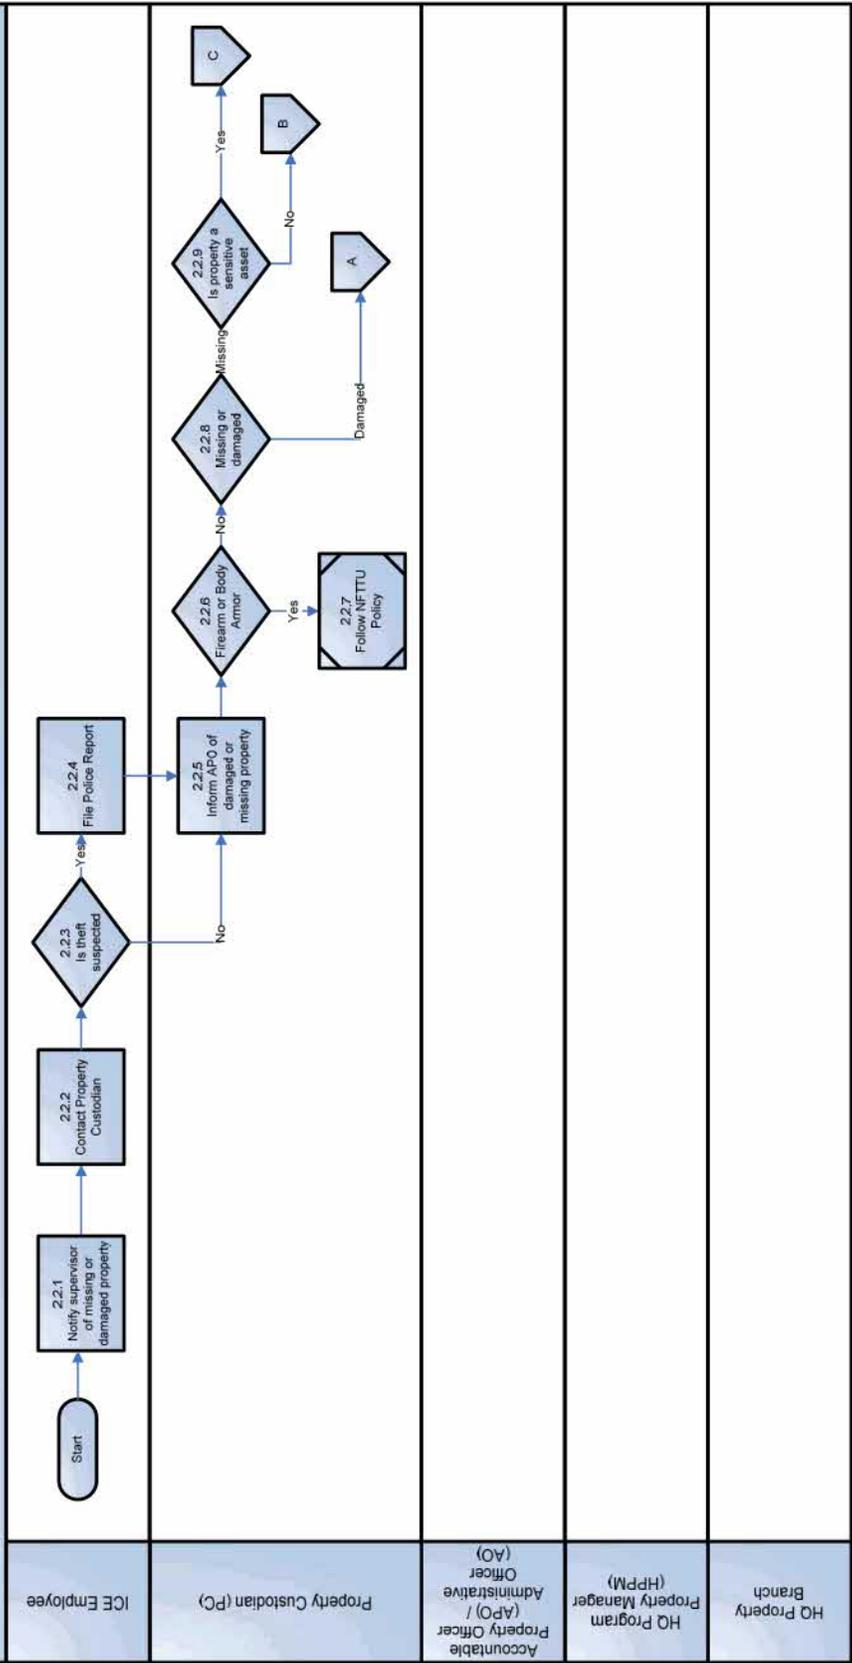 ICE Employee
Start
2.2.1
Notify supervisor
of missing or
damaged property
2.2.2
Contact Property
Custodian
2.2.3
Is theft
suspected
Yes
No
2.2.4
File Police Report
Property Custodian (PC)
2.2.5
Inform APO of
damaged or
missing property
2.2.6
Firearm or Body
Armor
Yes
No
2.2.7
Follow NFTTU
Policy
2.2.8
Missing or
damaged
Missing
Damaged
2.2.9
Is property a
sensitive
asset
Yes
No
C
B
A
Accountable
Property Officer
(APO) /
Administrative
Officer
(AO)
HQ Program
Property Manager
(HPPM)
HQ Property
Branch